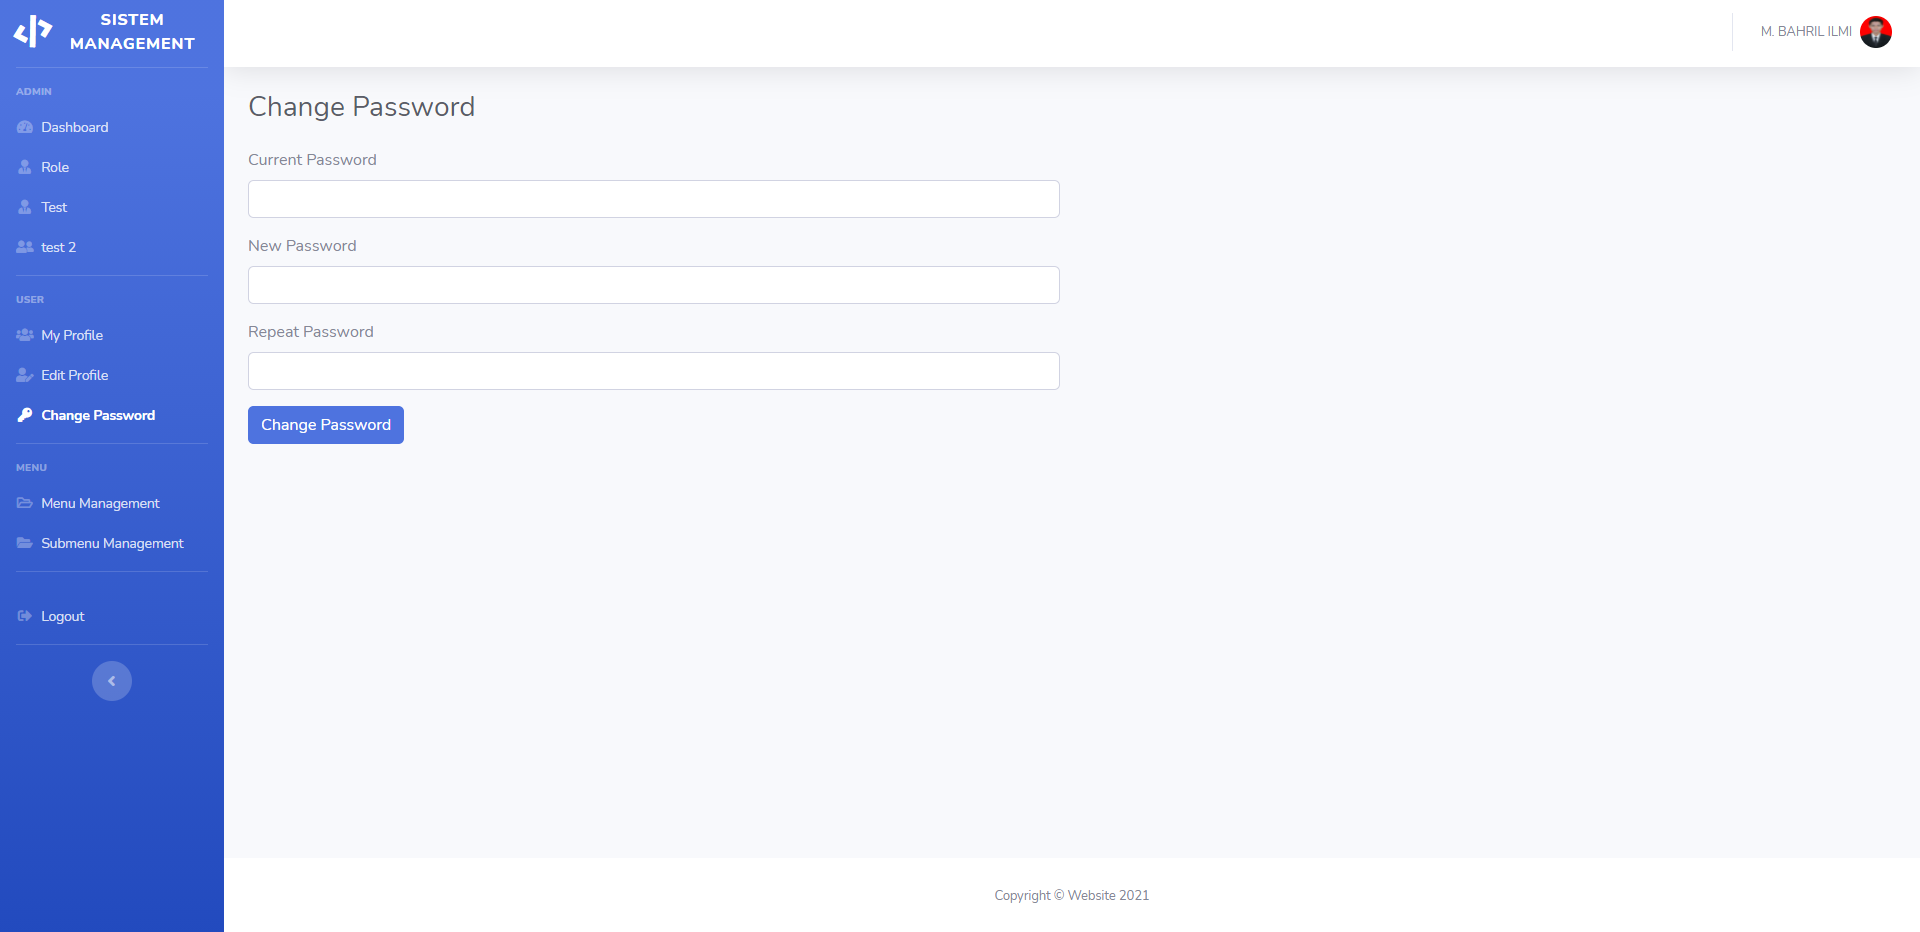 SISTEM
MANAGEMENT
M. BAHRIL ILMI
ADMIN
Dashboard
Role
Test
test 2
USER
My Profile
Edit Profile
Change Password
MENU
Menu Management
Submenu Management
Logout
Change Password
Current Password
New Password
Repeat Password
Change Password
Copyright © Website 2021